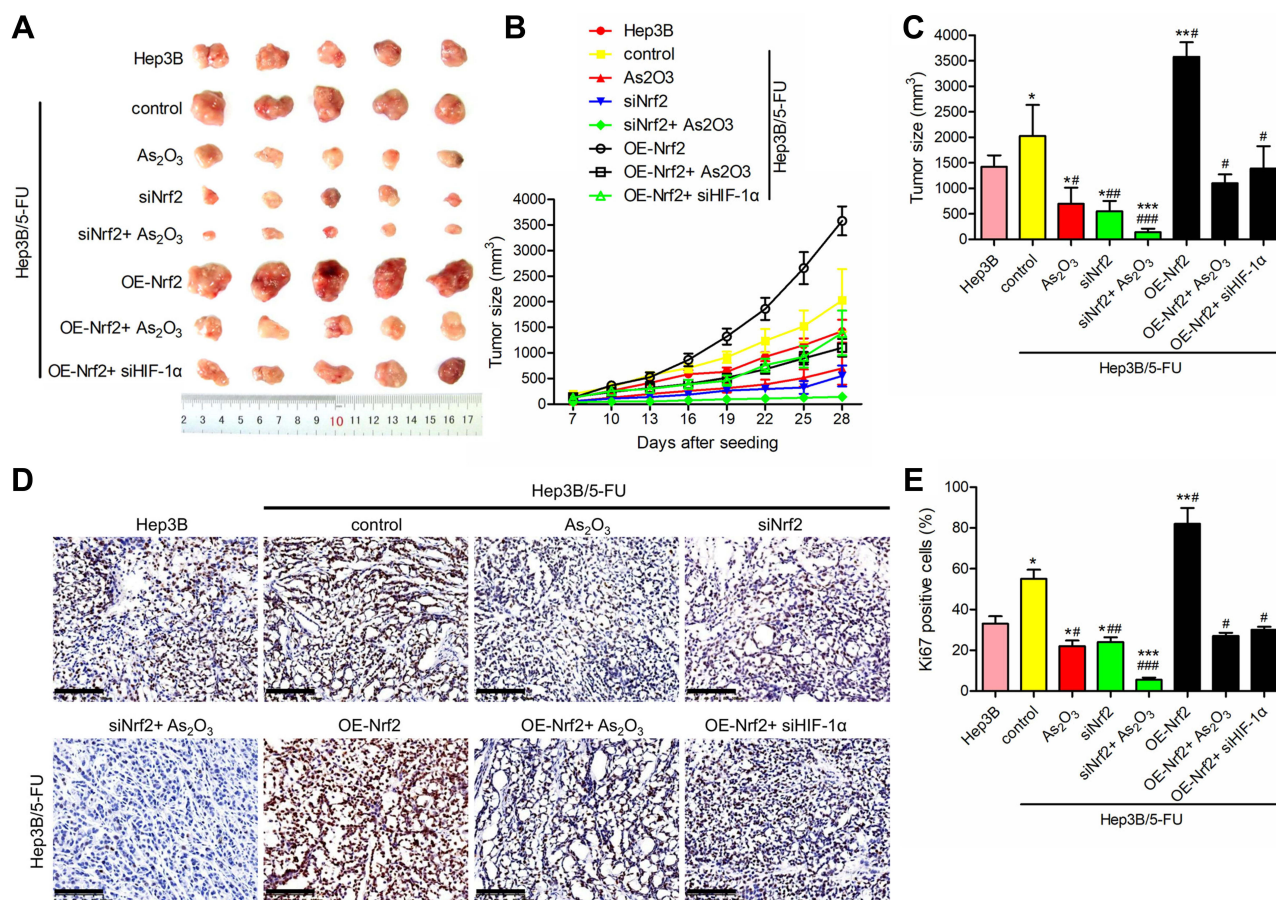 A
Hep3B
control
As2O3
siNrf2
siNrf2+ As2O3
OE-Nrf2
OE-Nrf2+ As2O3
OE-Nrf2+ siHIF-1α
Hep3B/5-FU
2 3 4 5 6 7 8 9 10 11 12 13 14 15 16 17
B
Hep3B
control
As2O3
siNrf2
siNrf2+ As2O3
OE-Nrf2
OE-Nrf2+ As2O3
OE-Nrf2+ siHIF-1α
Hep3B/5-FU
Tumor size (mm3)
4000
3500
3000
2500
2000
1500
1000
500
0
7 10 13 16 19 22 25 28
Days after seeding
C
Tumor size (mm3)
4000
3500
3000
2500
2000
1500
1000
500
0
*
*#
*##
***
###
**#
#
#
Hep3B
control
As2O3
siNrf2
siNrf2+ As2O3
OE-Nrf2
OE-Nrf2+ As2O3
OE-Nrf2+ siHIF-1α
Hep3B/5-FU
D
Hep3B/5-FU
Hep3B control As2O3 siNrf2
siNrf2+ As2O3 OE-Nrf2 OE-Nrf2+ As2O3 OE-Nrf2+ siHIF-1α
Hep3B/5-FU
E
Ki67 positive cells (%)
100
80
60
40
20
0
*
*#
*##
***
###
**#
#
#
Hep3B
control
As2O3
siNrf2
siNrf2+ As2O3
OE-Nrf2
OE-Nrf2+ As2O3
OE-Nrf2+ siHIF-1α
Hep3B/5-FU